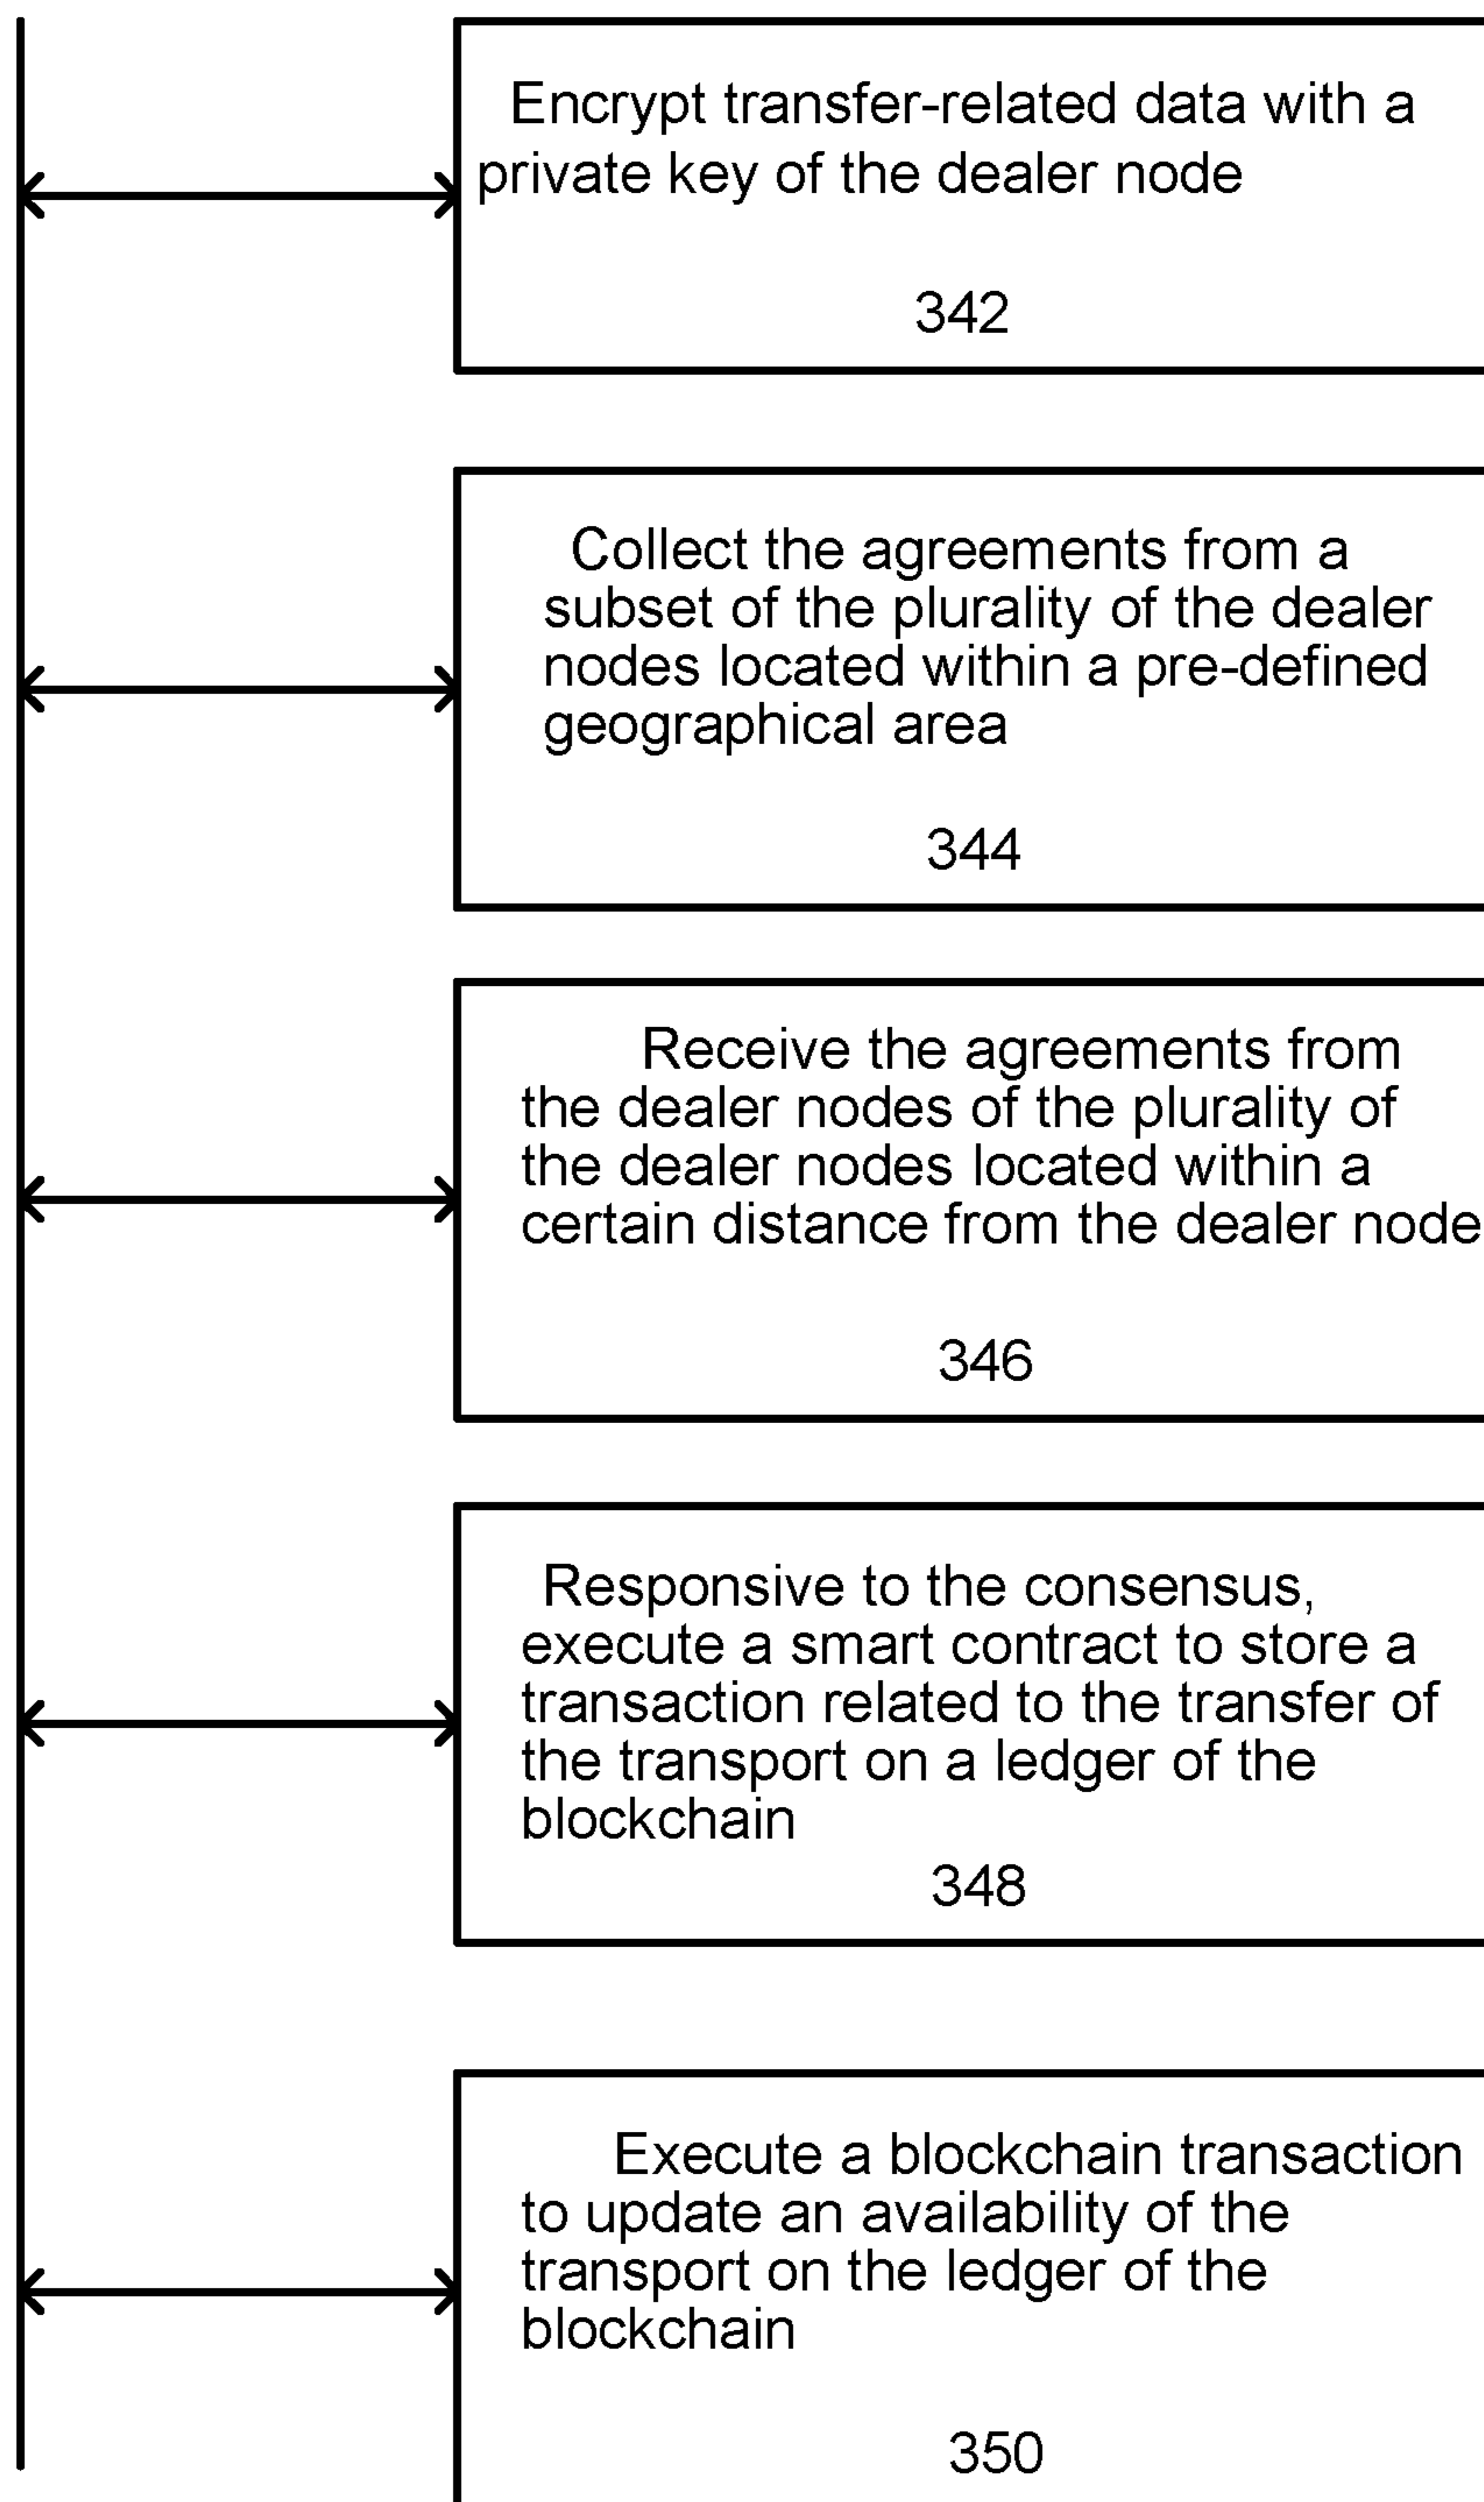 Encrypt transfer-related data with a
private key of the dealer node
342
Collect the agreements from a
subset of the plurality of the dealer
nodes located within a pre-defined
geographical area
344
Receive the agreements from
the dealer nodes of the plurality of
the dealer nodes located within a
certain distance from the dealer node
346
Responsive to the consensus,
execute a smart contract to store a
transaction related to the transfer of
the transport on a ledger of the
blockchain
348
Execute a blockchain transaction
to update an availability of the
transport on the ledger of the
blockchain
350